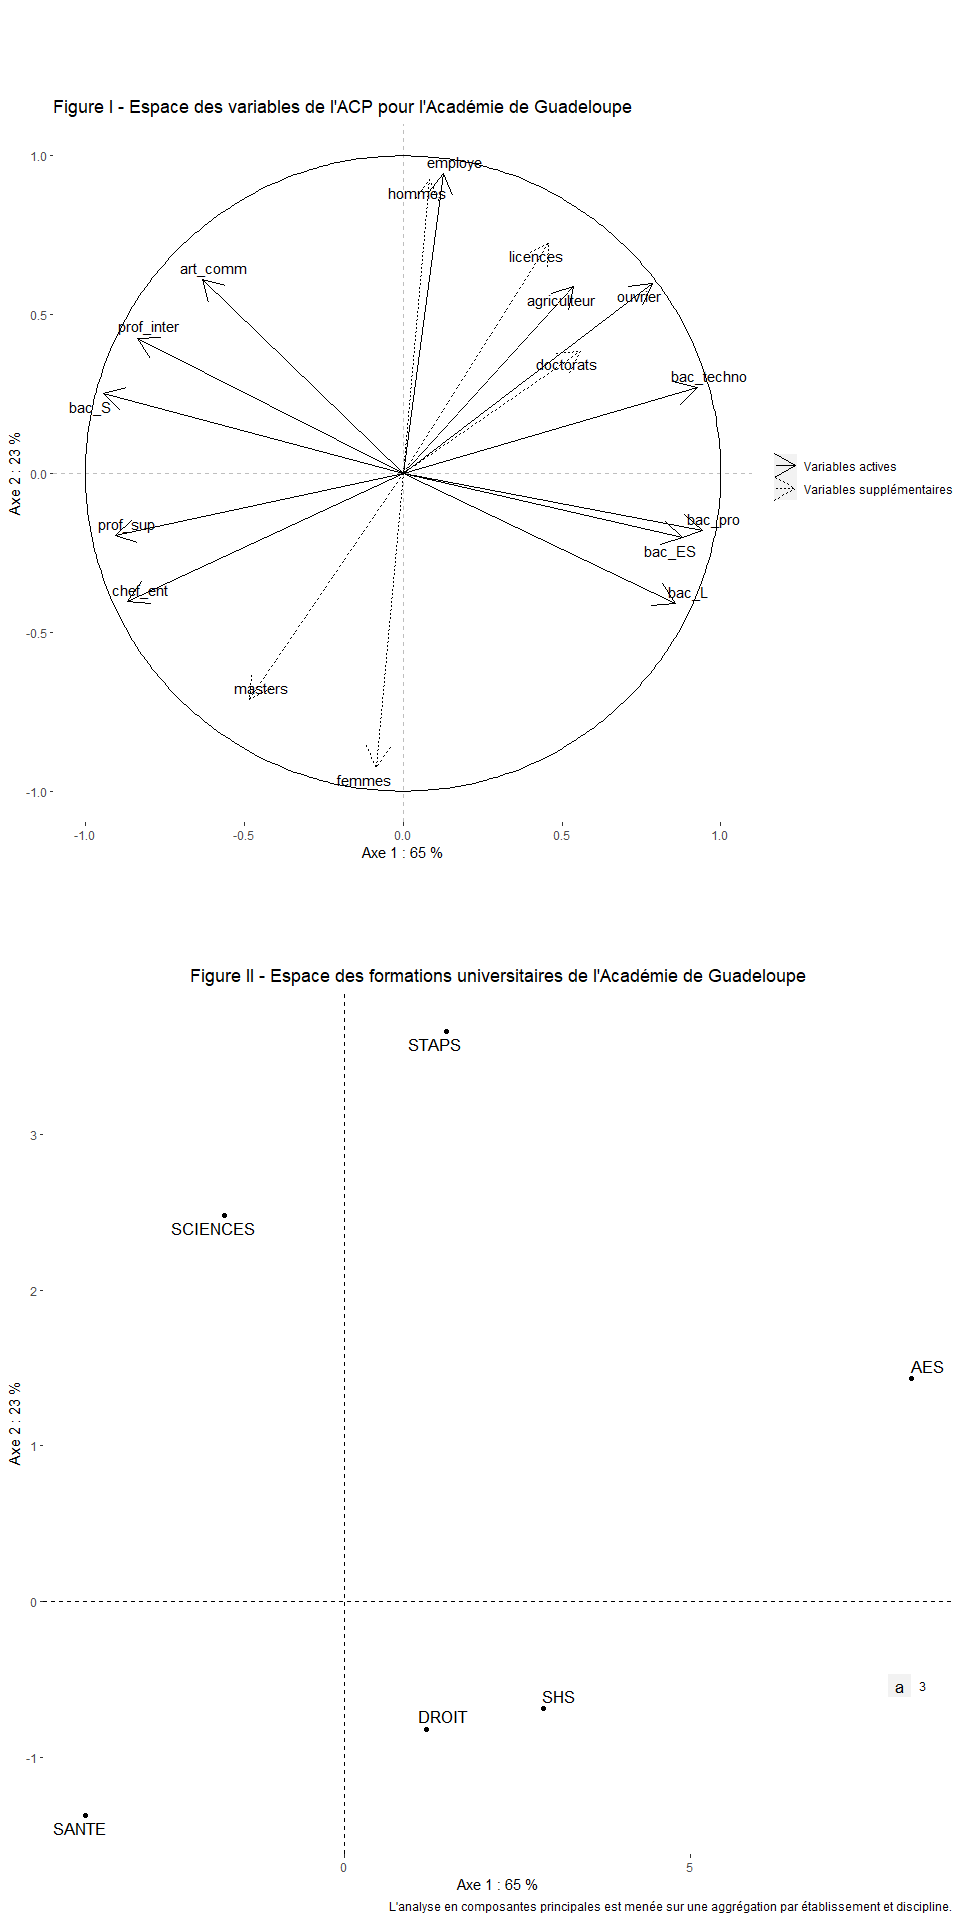 Figure I - Espace des variables de l'ACP pour l'Académie de Guadeloupe
1.0
employe
hommes
licences
art_comm
agriculteur
ouvrier
0.5
prof_inter
doctorats
bac_techno
bac_S
Axe 2 : 23 %
0.0
Variables actives
Variables supplémentaires
prof_sup
bac_pro
bac_ES
chef_ent
bac_L
-0.5
masters
femmes
-1.0
-1.0
-0.5
0.0
0.5
1.0
Axe 1 : 65 %
Figure II - Espace des formations universitaires de l'Académie de Guadeloupe
STAPS
3
SCIENCES
2
AES
Axe 2 : 23 %
1
0
a 3
SHS
DROIT
-1
SANTE
0
5
Axe 1 : 65 %
L'analyse en composantes principales est menée sur une aggrégation par établissement et discipline.